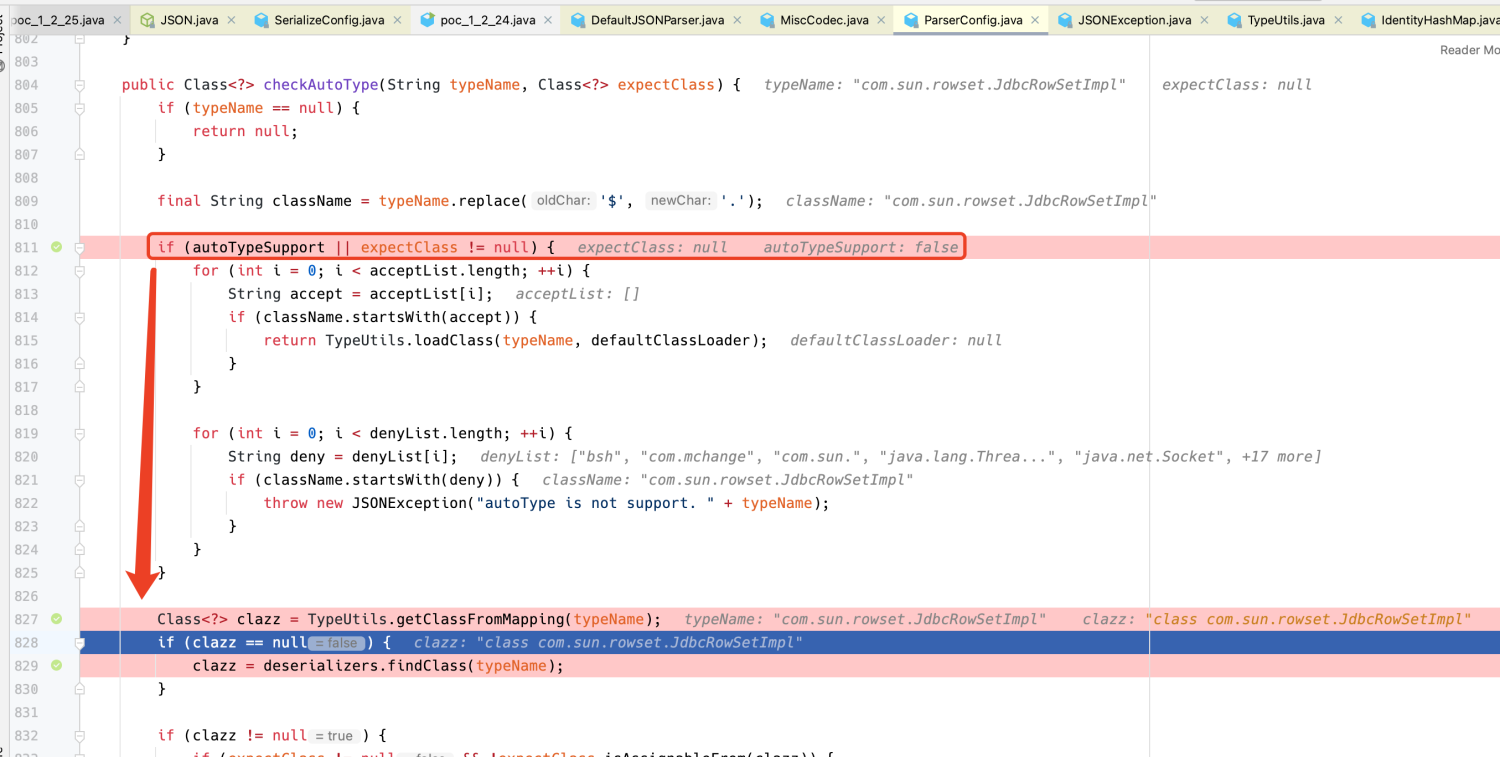 poc_1_2_25.java JSON.java SerializeConfig.java poc_1_2_24.java DefaultJSONParser.java MiscCodec.java ParserConfig.java JSONException.java TypeUtils.java IdentityHashMap.java
802 }
Reader Mo
803
804 public Class<?> checkAutoType(String typeName, Class<?> expectClass) { typeName: "com.sun.rowset.JdbcRowSetImpl" expectClass: null
805 if (typeName == null) {
806 return null;
807 }
808
809 final String className = typeName.replace( oldChar: '$', newChar: '.'); className: "com.sun.rowset.JdbcRowSetImpl"
810
811 if (autoTypeSupport || expectClass != null) { expectClass: null autoTypeSupport: false
812 for (int i = 0; i < acceptList.length; ++i) {
813 String accept = acceptList[i]; acceptList: []
814 if (className.startsWith(accept)) {
815 return TypeUtils.loadClass(typeName, defaultClassLoader); defaultClassLoader: null
816 }
817 }
818
819 for (int i = 0; i < denyList.length; ++i) {
820 String deny = denyList[i]; denyList: ["bsh", "com.mchange", "com.sun.", "java.lang.Threa...", "java.net.Socket", +17 more]
821 if (className.startsWith(deny)) { className: "com.sun.rowset.JdbcRowSetImpl"
822 throw new JSONException("autoType is not support. " + typeName);
823 }
824 }
825 }
826
827 Class<?> clazz = TypeUtils.getClassFromMapping(typeName); typeName: "com.sun.rowset.JdbcRowSetImpl" clazz: "class com.sun.rowset.JdbcRowSetImpl"
828 if (clazz == null = false ) { clazz: "class com.sun.rowset.JdbcRowSetImpl"
829 clazz = deserializers.findClass(typeName);
830 }
831
832 if (clazz != null = true ) {
833 if (expectClass != null = false && !expectClass.isAssignableFrom(clazz)) {